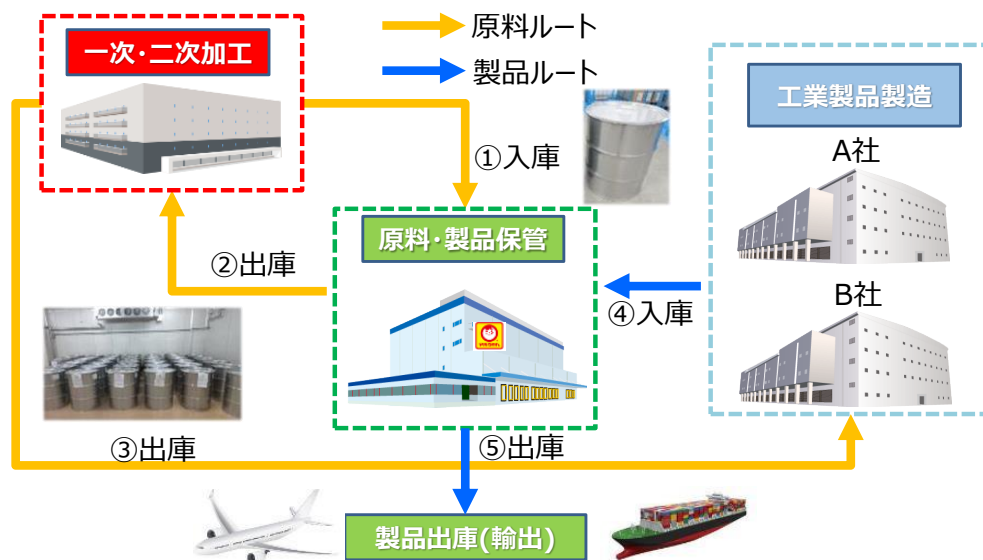 原料ルート
製品ルート
一次・二次加工
工業製品製造
A社
①入庫
原料・製品保管
②出庫
B社
④入庫
③出庫
⑤出庫
製品出庫(輸出)